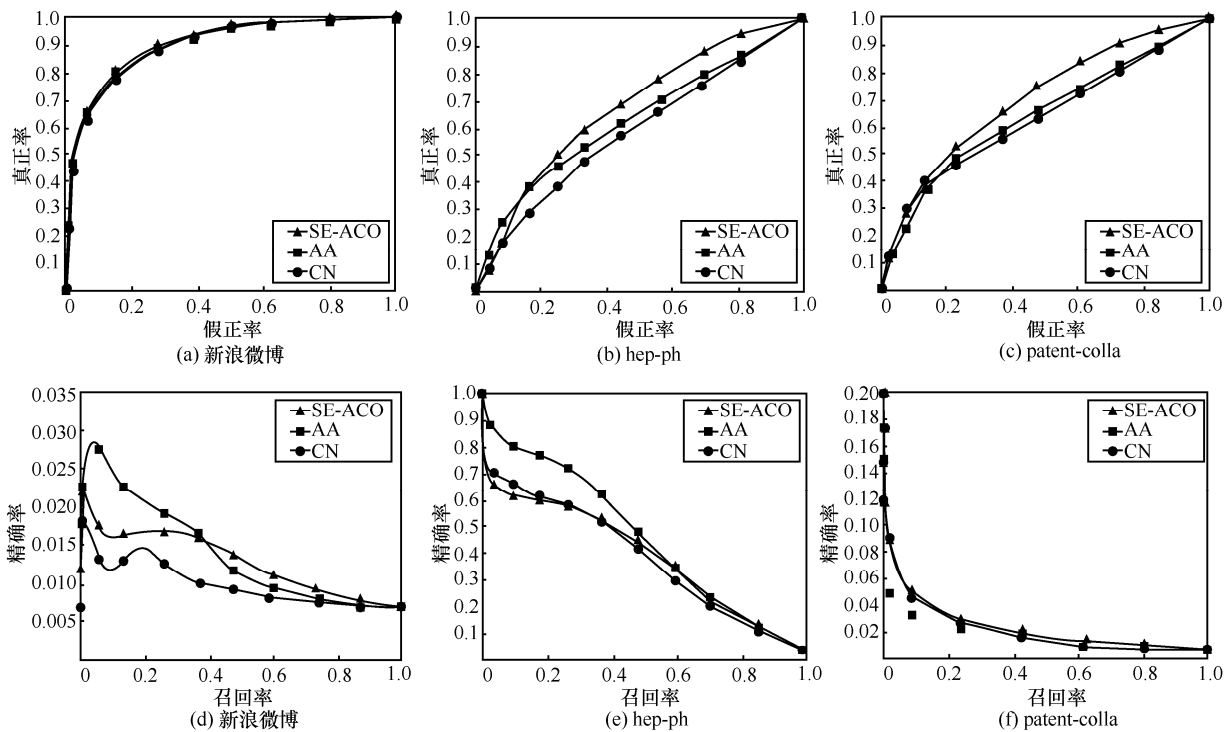 1.0
0.9
0.8
0.7
0.6
0.5
0.4
0.3
0.2
0.1
真正率
SE-ACO
AA
CN
0.2 0.4 0.6 0.8 1.0
假正率
(a) 新浪微博
1.0
0.9
0.8
0.7
0.6
0.5
0.4
0.3
0.2
0.1
真正率
SE-ACO
AA
CN
0 0.2 0.4 0.6 0.8 1.0
假正率
(b) hep-ph
1.0
0.9
0.8
0.7
0.6
0.5
0.4
0.3
0.2
0.1
真正率
SE-ACO
AA
CN
0 0.2 0.4 0.6 0.8 1.0
假正率
(c) patent-colla
0.035
0.030
0.025
0.020
0.015
0.010
0.005
精确率
SE-ACO
AA
CN
0 0.2 0.4 0.6 0.8 1.0
召回率
(d) 新浪微博
1.0
0.9
0.8
0.7
0.6
0.5
0.4
0.3
0.2
0.1
精确率
SE-ACO
AA
CN
0 0.2 0.4 0.6 0.8 1.0
召回率
(e) hep-ph
0.20
0.18
0.16
0.14
0.12
0.10
0.08
0.06
0.04
0.02
精确率
SE-ACO
AA
CN
0 0.2 0.4 0.6 0.8 1.0
召回率
(f) patent-colla